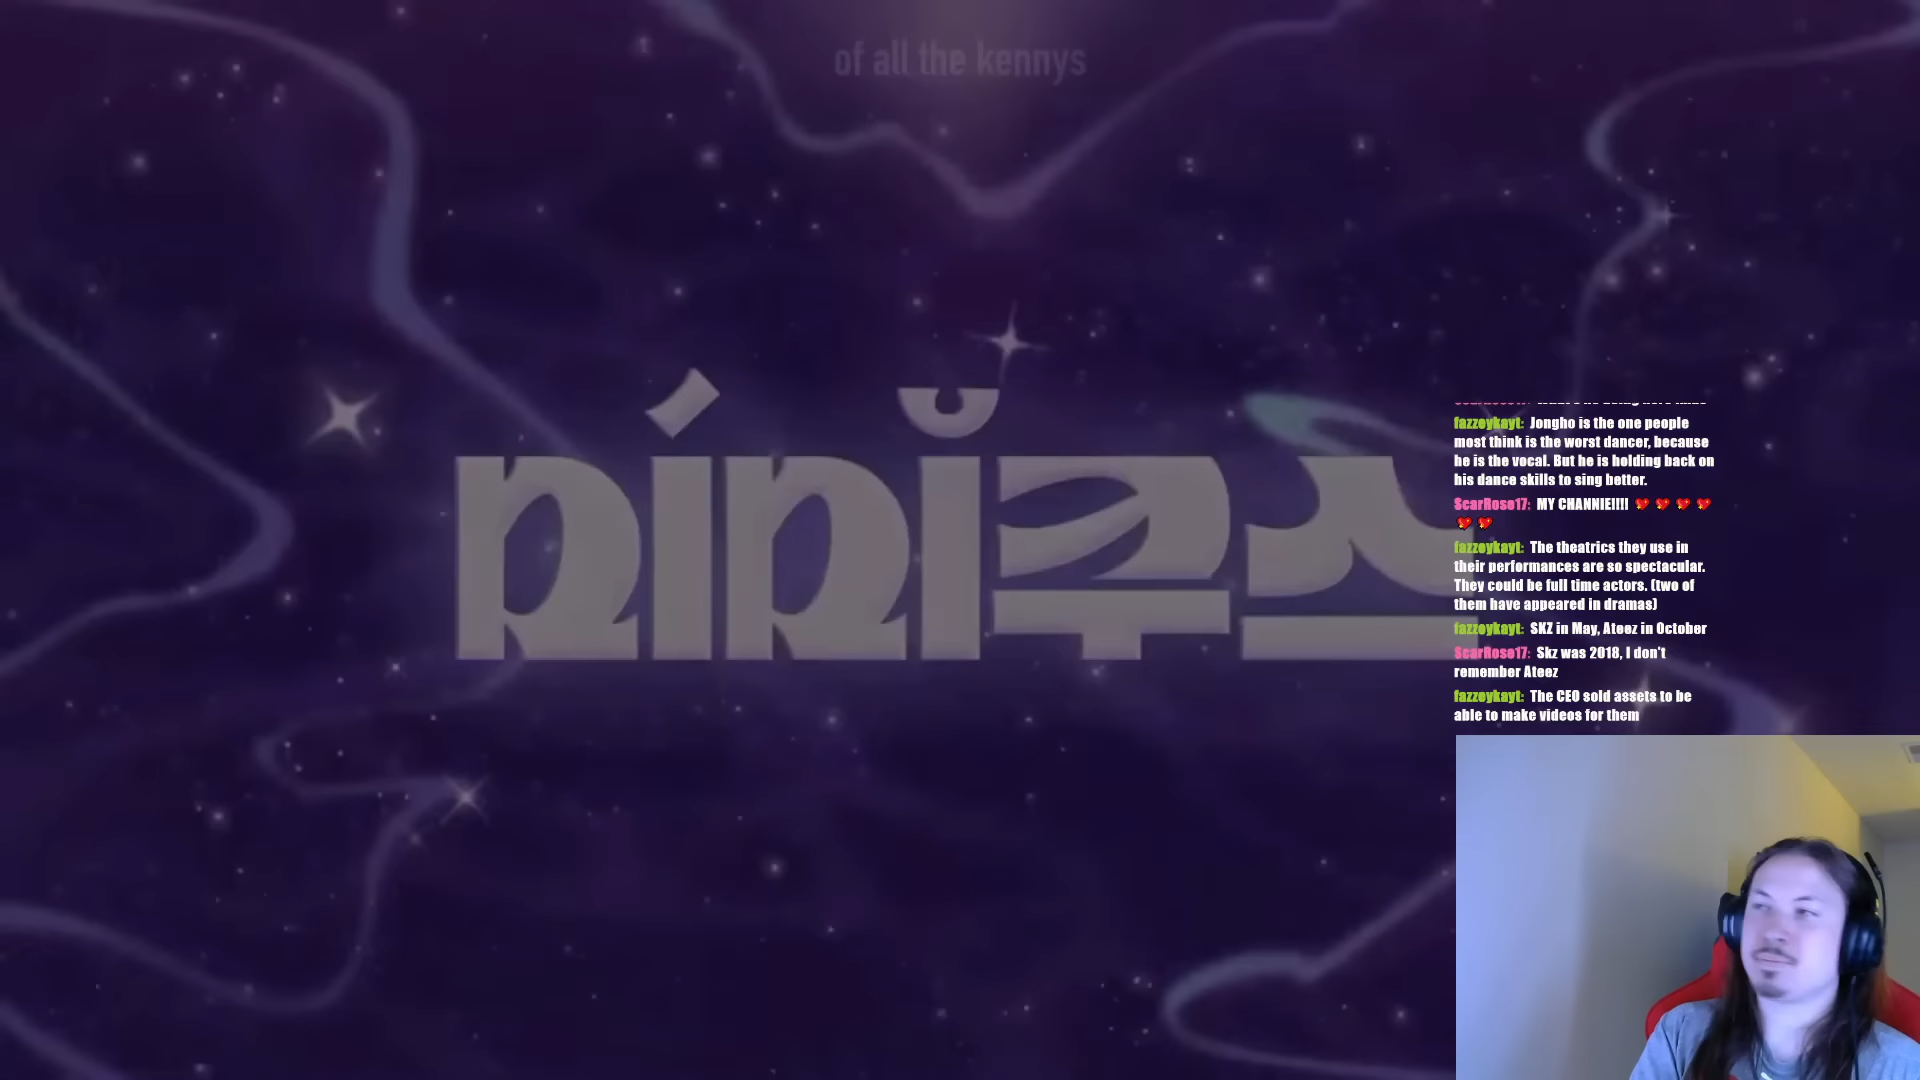 of all the kennys
미미쿠스
fazzeykayt: Jongho is the one people
most think is the worst dancer, because
he is the vocal. But he is holding back on
his dance skills to sing better.
ScarRose17: MY CHANNIE!!!!
fazzeykayt: The theatrics they use in
their performances are so spectacular.
They could be full time actors. (two of
them have appeared in dramas)
fazzeykayt: SKZ in May, Ateez in October
ScarRose17: Skz was 2018, I don't
remember Ateez
fazzeykayt: The CEO sold assets to be
able to make videos for them